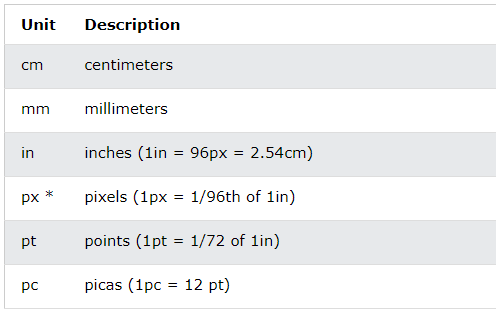 Unit Description
cm centimeters
mm millimeters
in inches (1in = 96px = 2.54cm)
px * pixels (1px = 1/96th of 1in)
pt points (1pt = 1/72 of 1in)
pc picas (1pc = 12 pt)